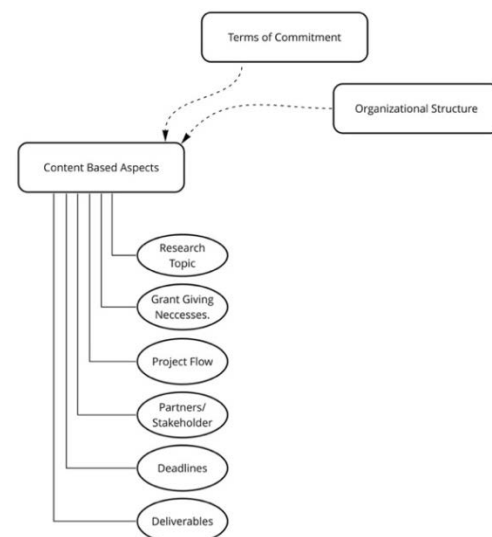 Terms of Commitment
Organizational Structure
Content Based Aspects
Research
Topic
Grant Giving
Neccesses.
Project Flow
Partners/
Stakeholder
Deadlines
Deliverables